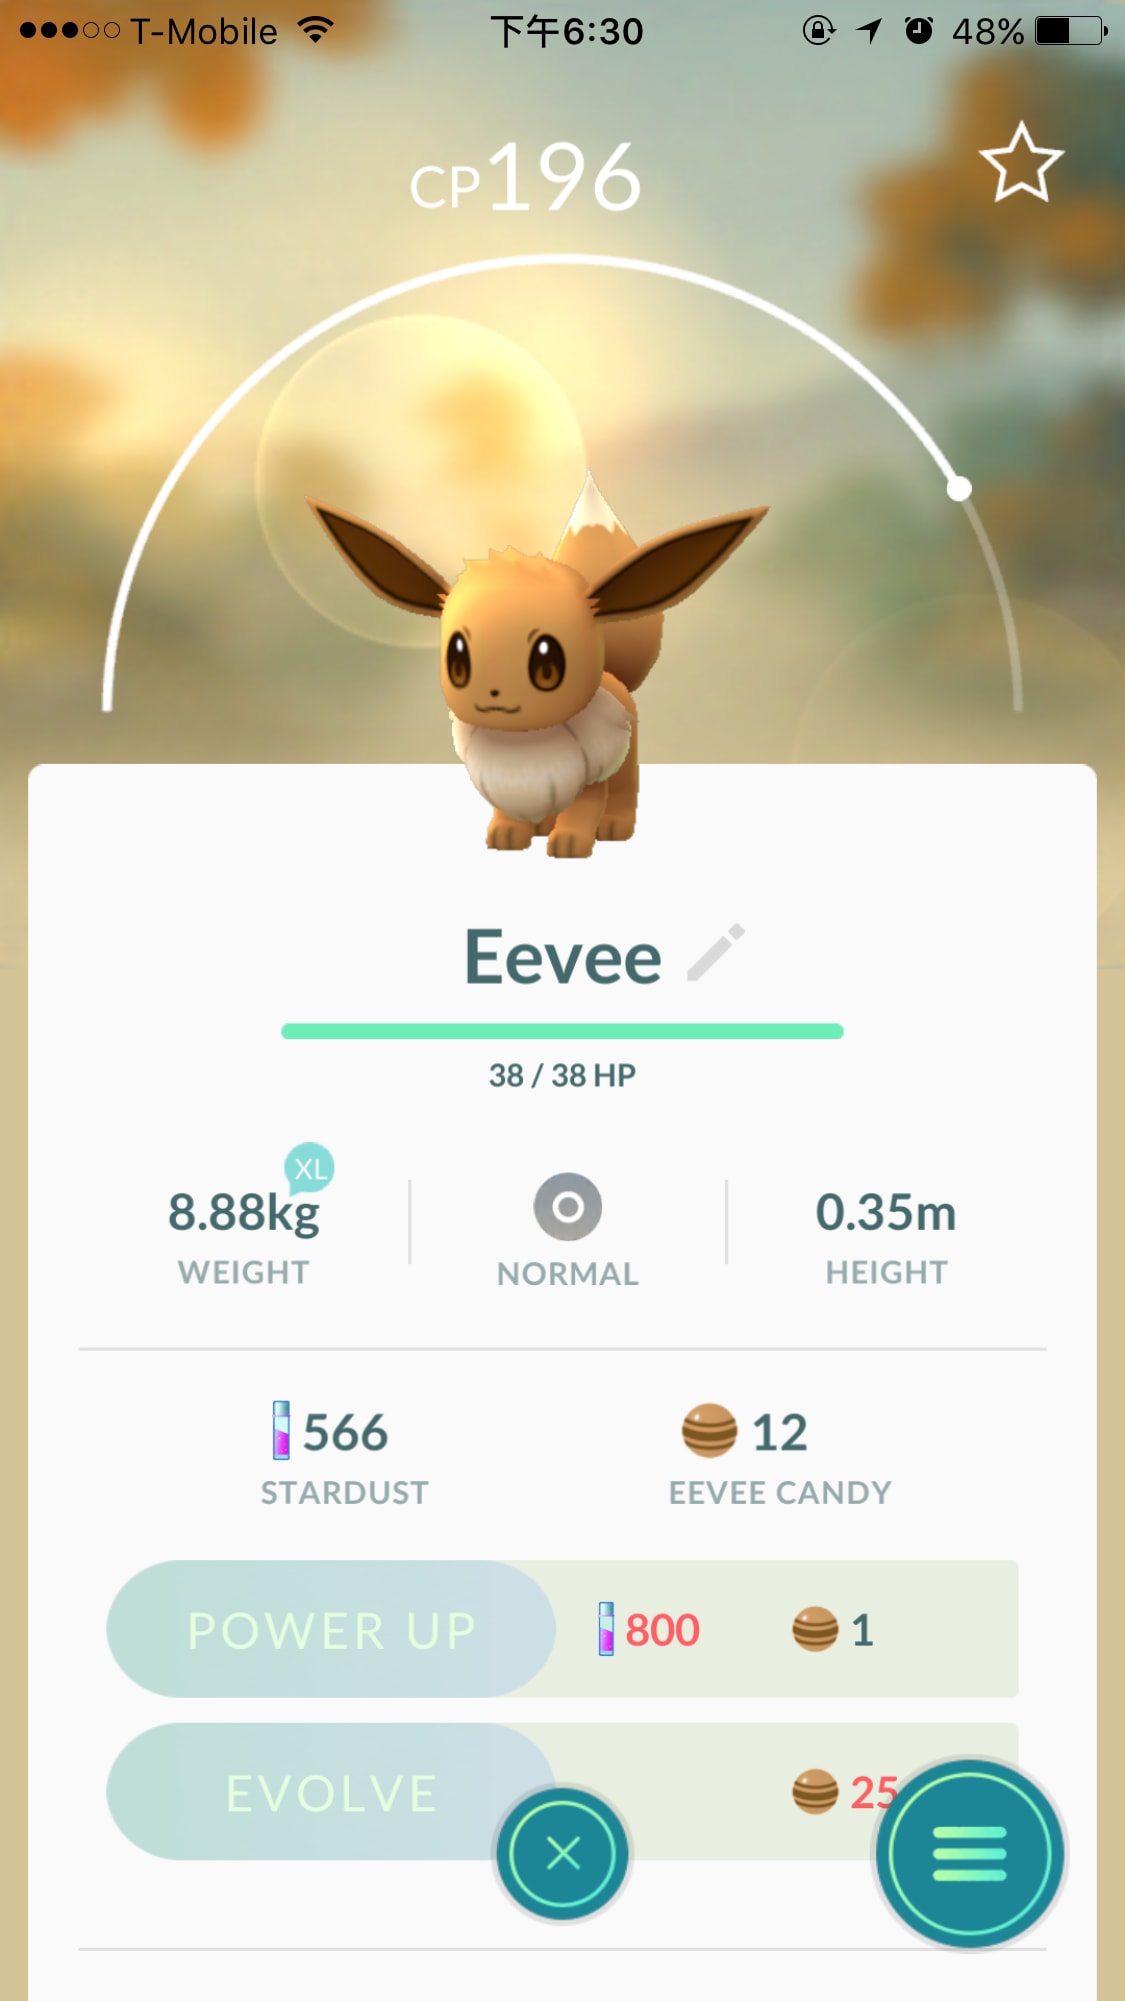 T-Mobile 下午6:30 48%
CP196
Eevee
38 / 38 HP
XL
8.88kg 0.35m
WEIGHT NORMAL HEIGHT
566 12
STARDUST EEVEE CANDY
POWER UP 800 1
EVOLVE 25